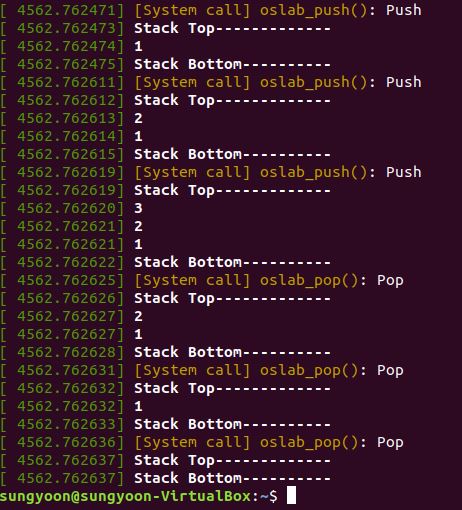 [ 4562.762471] [System call] oslab_push(): Push
[ 4562.762473] Stack Top-------------
[ 4562.762474] 1
[ 4562.762475] Stack Bottom----------
[ 4562.762611] [System call] oslab_push(): Push
[ 4562.762612] Stack Top-------------
[ 4562.762613] 2
[ 4562.762614] 1
[ 4562.762615] Stack Bottom----------
[ 4562.762619] [System call] oslab_push(): Push
[ 4562.762619] Stack Top-------------
[ 4562.762620] 3
[ 4562.762621] 2
[ 4562.762621] 1
[ 4562.762622] Stack Bottom----------
[ 4562.762625] [System call] oslab_pop(): Pop
[ 4562.762626] Stack Top-------------
[ 4562.762627] 2
[ 4562.762627] 1
[ 4562.762628] Stack Bottom----------
[ 4562.762631] [System call] oslab_pop(): Pop
[ 4562.762632] Stack Top-------------
[ 4562.762632] 1
[ 4562.762633] Stack Bottom----------
[ 4562.762636] [System call] oslab_pop(): Pop
[ 4562.762637] Stack Top-------------
[ 4562.762637] Stack Bottom----------
sungyoon@sungyoon-VirtualBox:~$